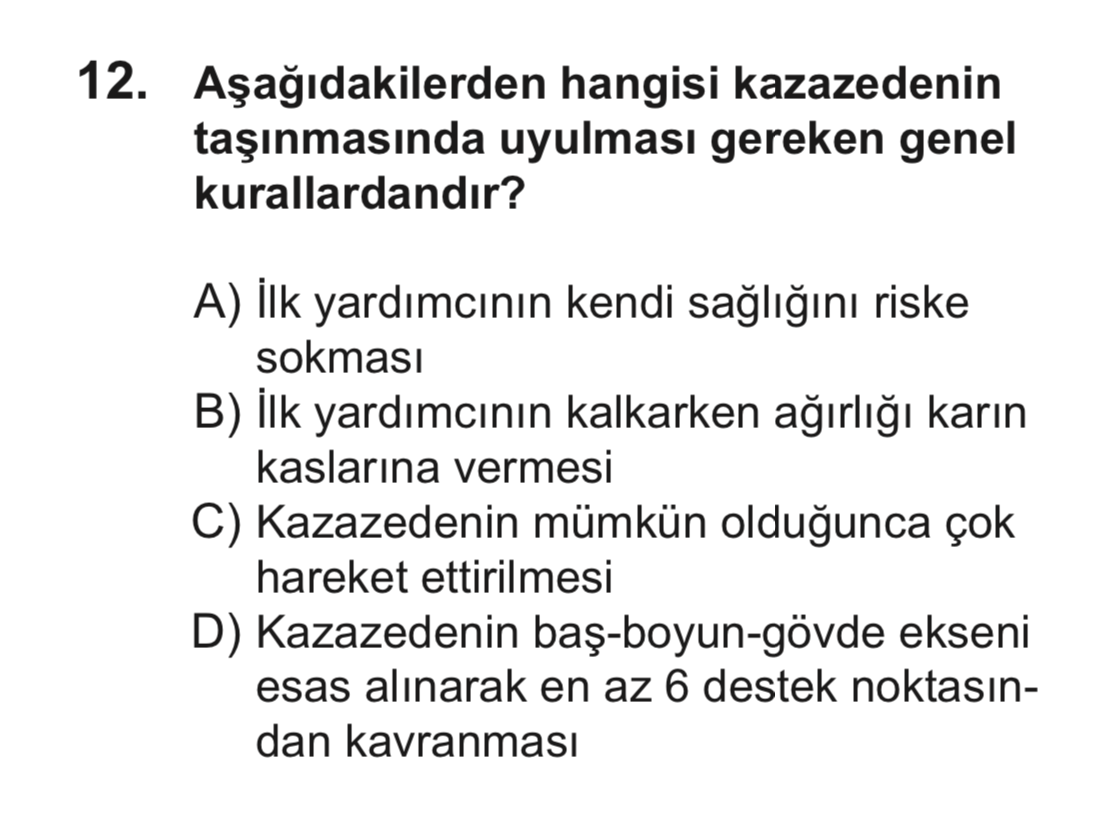 12. Aşağıdakilerden hangisi kazazedenin
taşınmasında uyulması gereken genel
kurallardandır?
A) İlk yardımcının kendi sağlığını riske
sokması
B) İlk yardımcının kalkarken ağırlığı karın
kaslarına vermesi
C) Kazazedenin mümkün olduğunca çok
hareket ettirilmesi
D) Kazazedenin baş-boyun-gövde ekseni
esas alınarak en az 6 destek noktasın-
dan kavranması